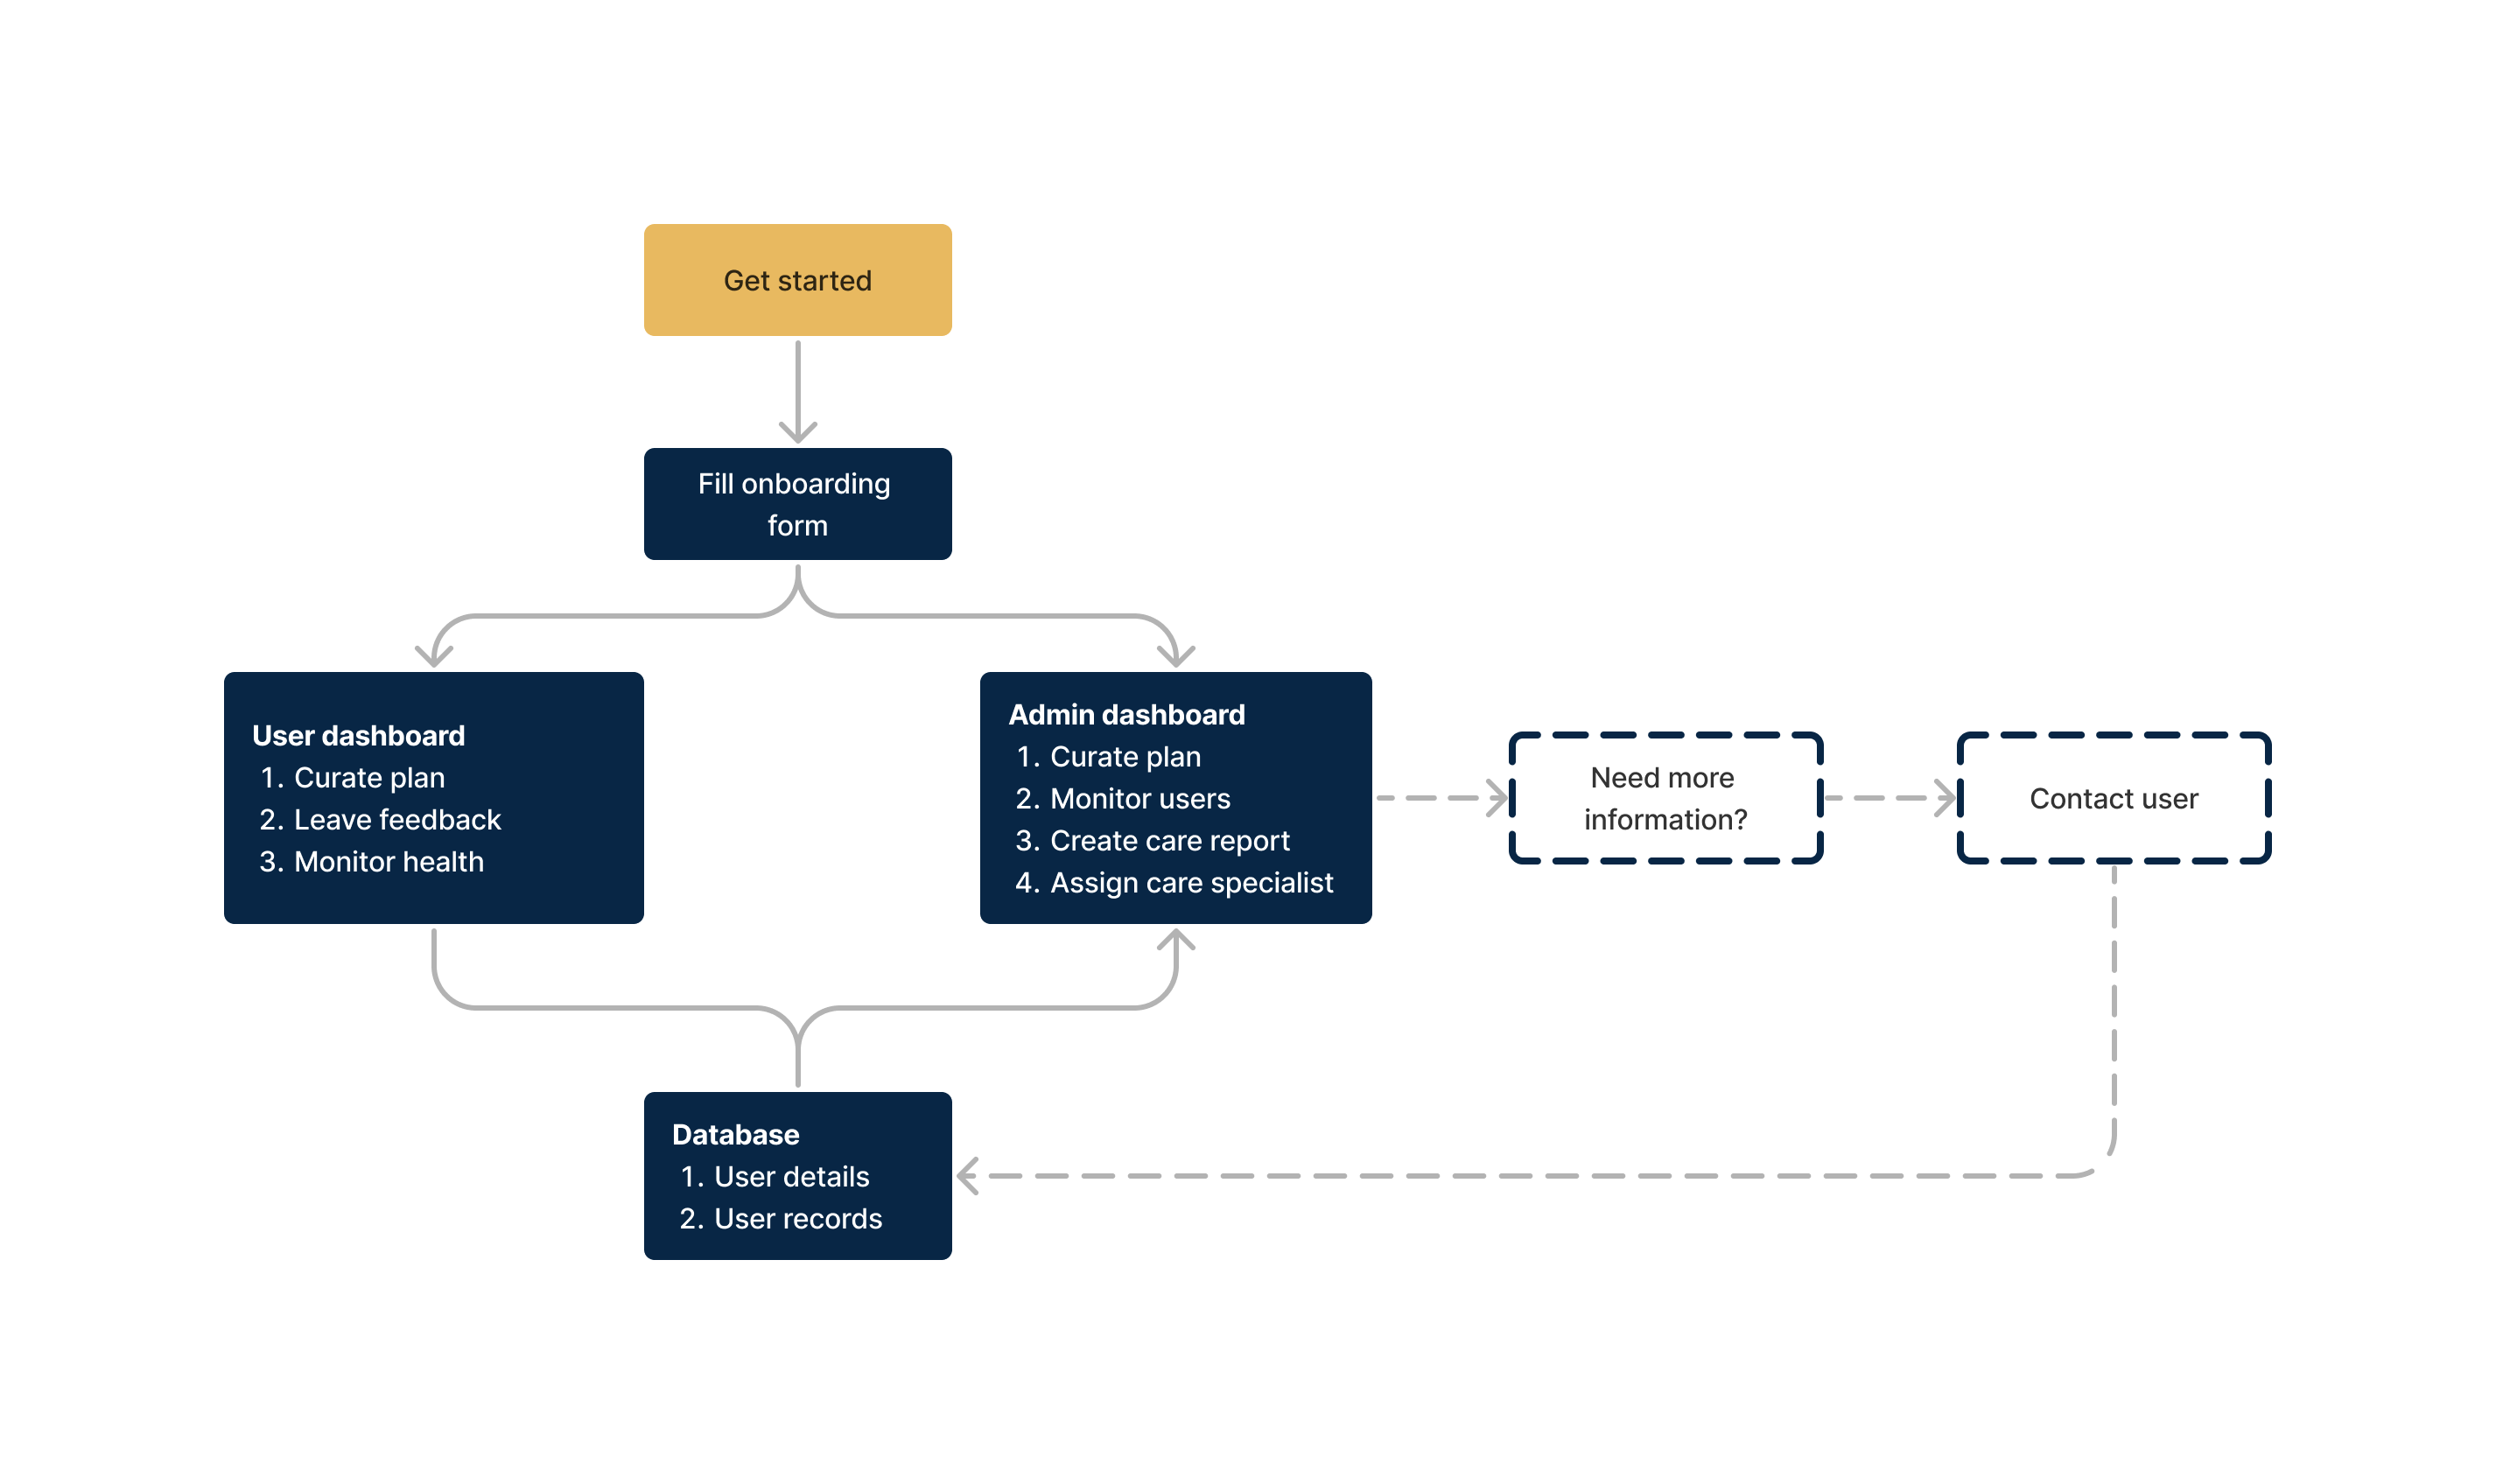 Get started
Fill onboarding
form
User dashboard
1. Curate plan
2. Leave feedback
3. Monitor health
Admin dashboard
1. Curate plan
2. Monitor users
3. Create care report
4. Assign care specialist
Need more
information?
Contact user
Database
1. User details
2. User records